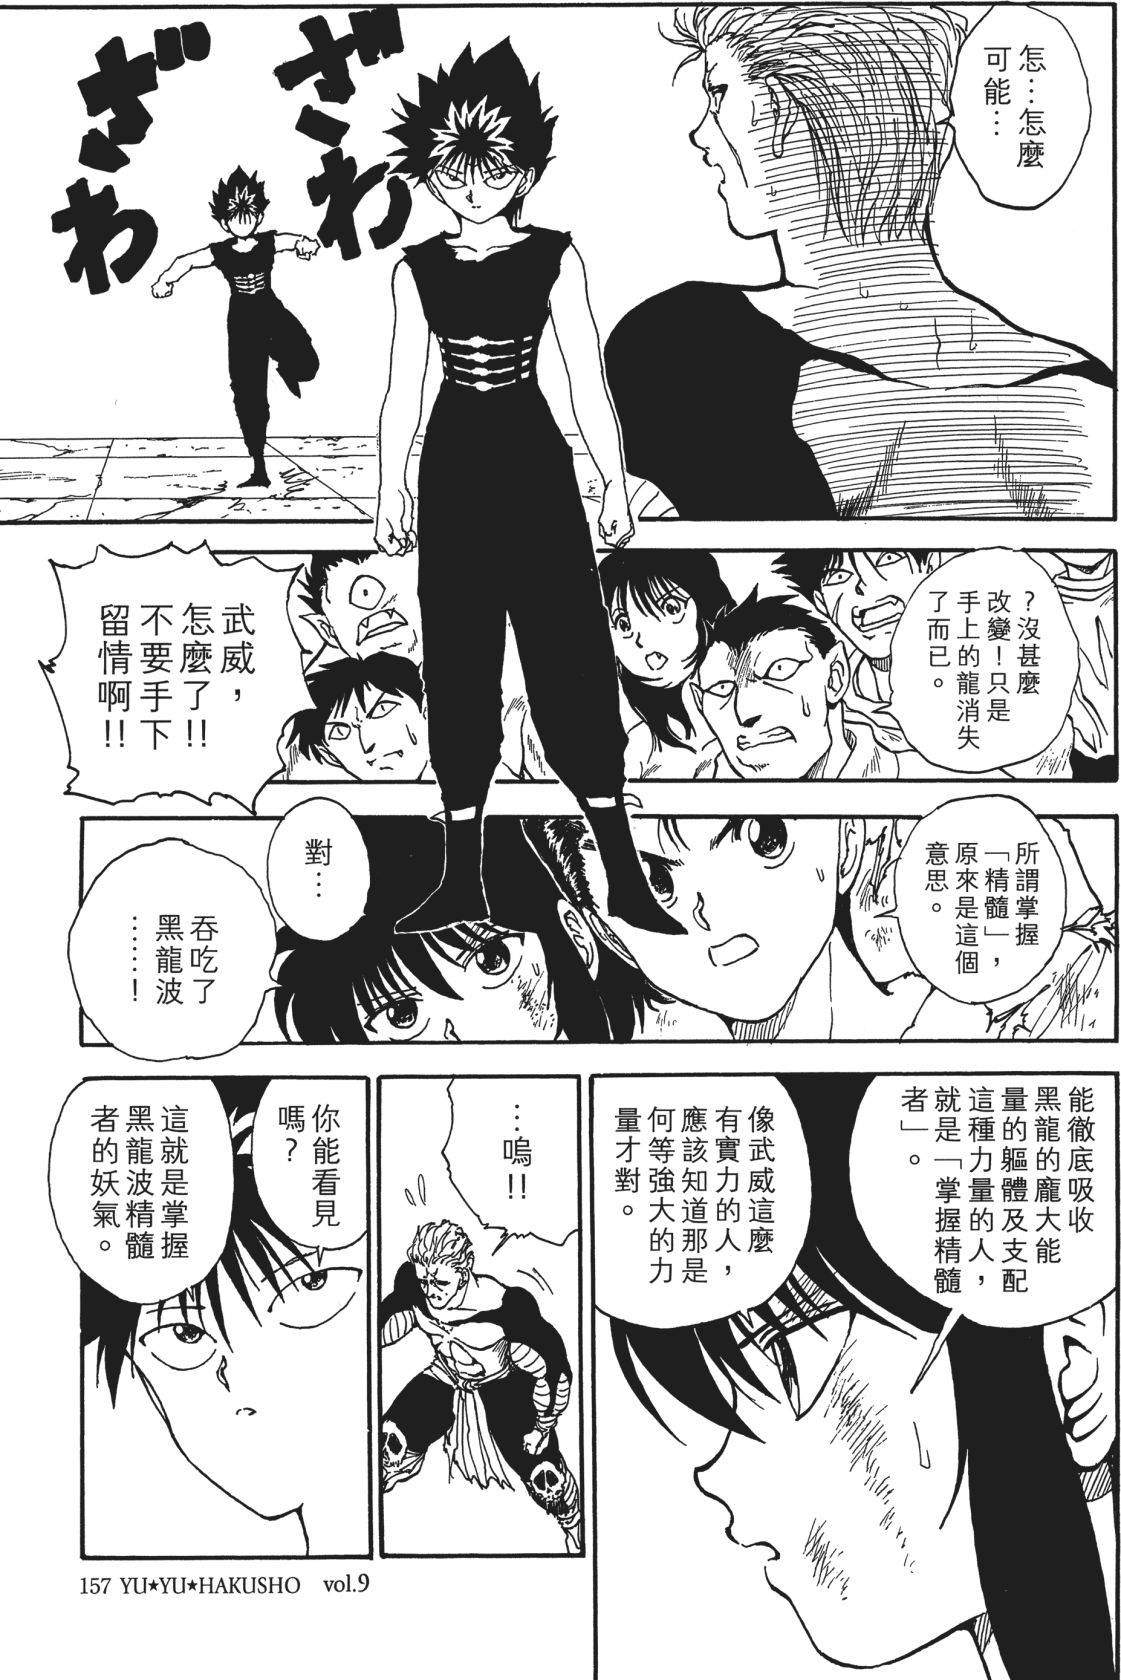 怎…怎麼
可能…
ざわ
ざわ
?沒甚麼
改變!只是
手上的龍消失
了而已。
武威,
怎麼了!!
不要手下
留情啊!!
所謂掌握
「精髓」,
原來是這個
意思。
對…
吞吃了
黑龍波
……!
能徹底吸收
黑龍的龐大能
量的軀體及支配
這種力量的人,
就是「掌握精髓
者」。
像武威這麼
有實力的人,
應該知道那是
何等強大的力
量才對。
…嗚!!
你能看見
嗎?
這就是掌握
黑龍波精髓
者的妖氣。
157 YU★YU★HAKUSHO vol.9